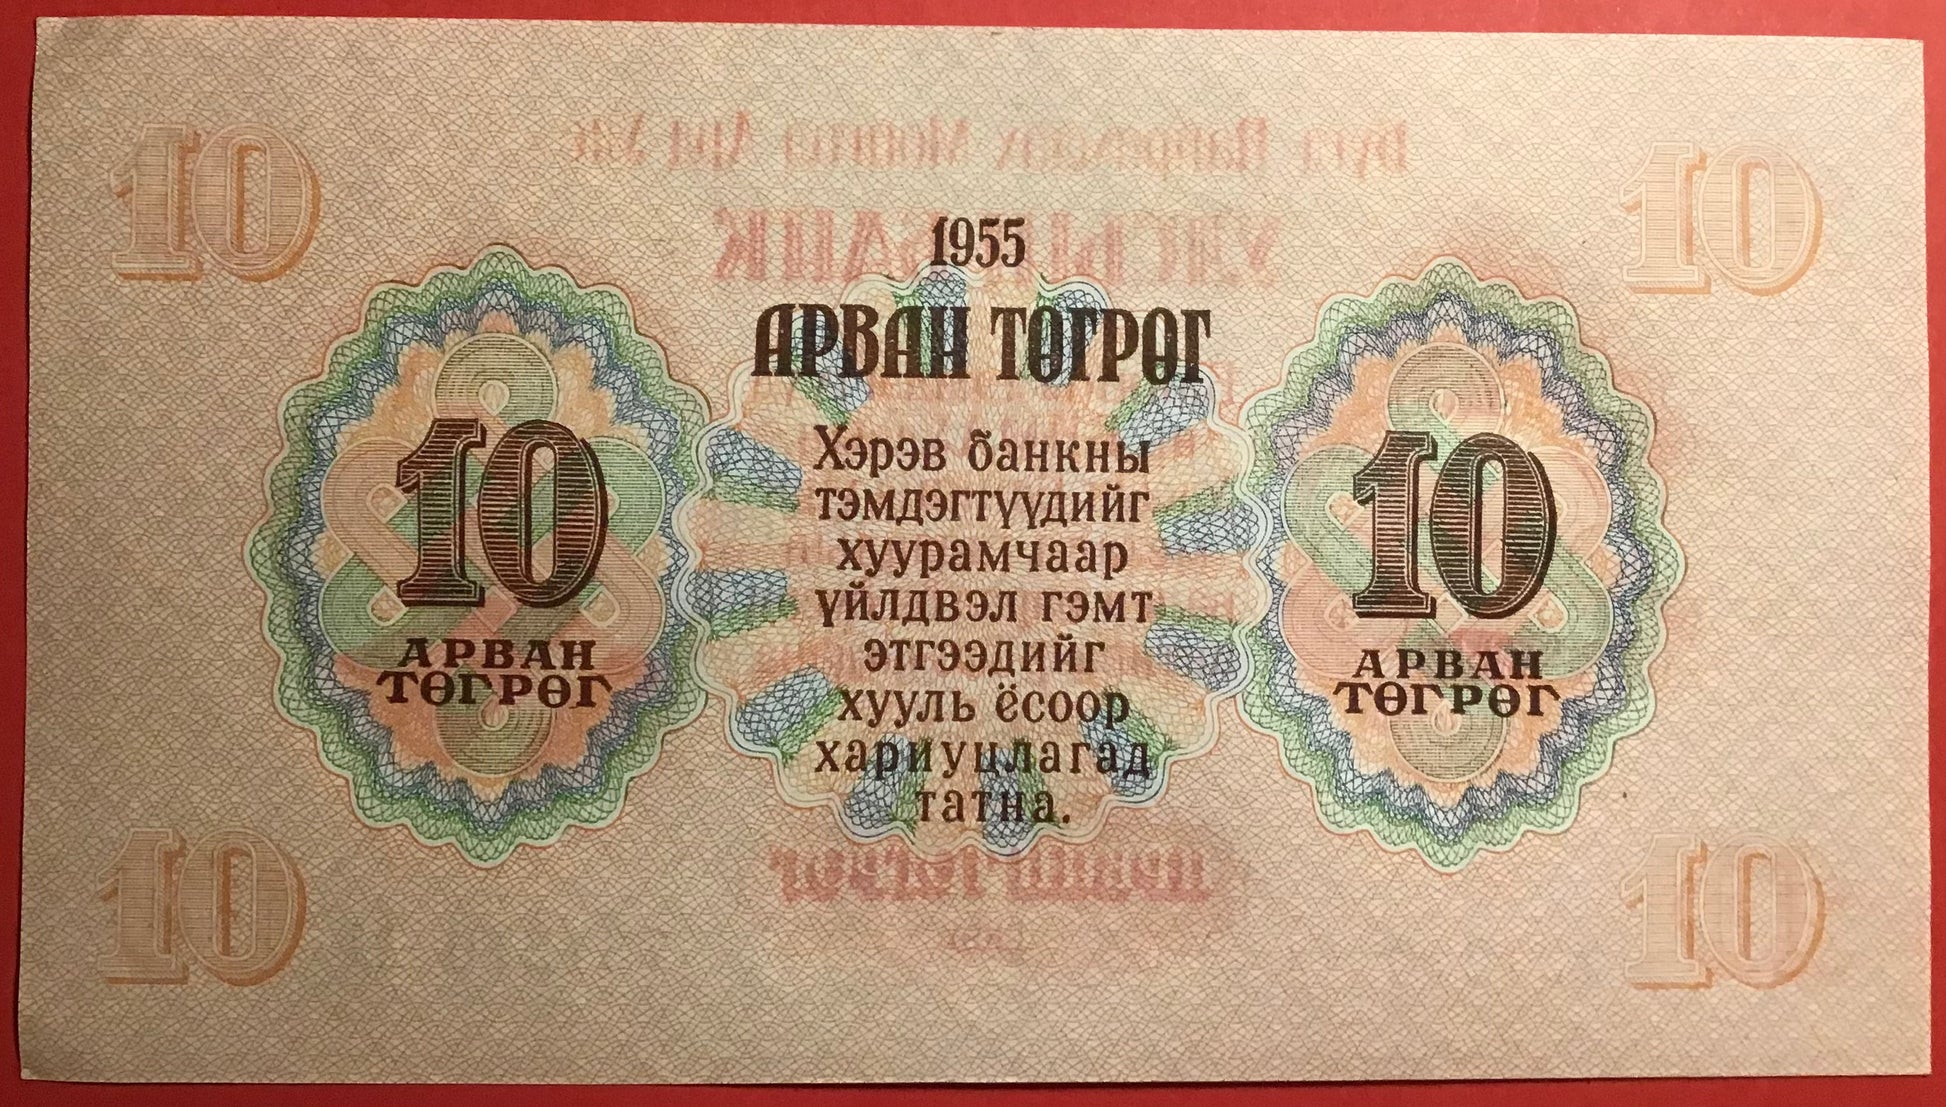 10
10
1955
АРВАН ТӨГРӨГ
10
АРВАН
ТӨГРӨГ
Хэрэв банкны
тэмдэгтүүдийг
хуурамчаар
үйлдвэл гэмт
этгээдийг
хууль ёсоор
хариуцлагад
татна.
10
АРВАН
ТӨГРӨГ
10
10